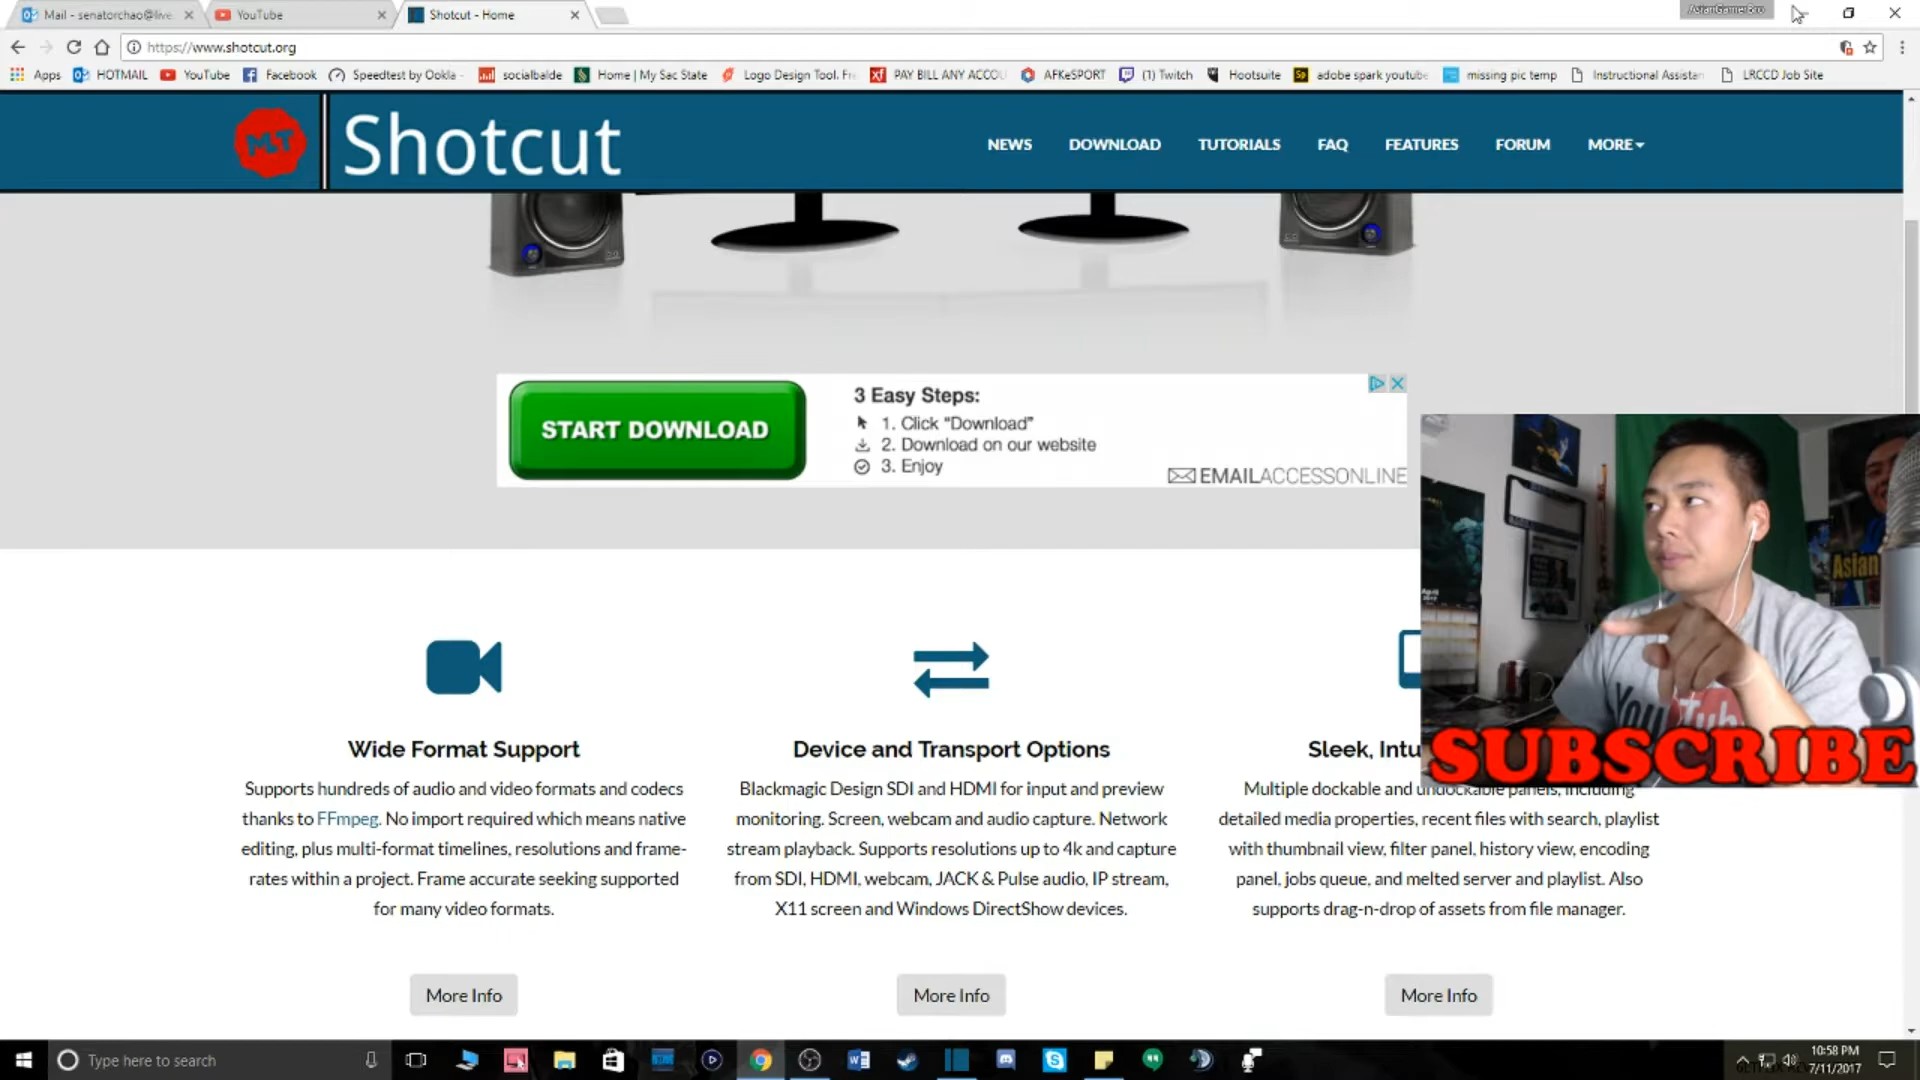 Mail - senatorchao@live.
YouTube
Shotcut - Home
AsianGamerBro
https://www.shotcut.org
Apps
HOTMAIL
YouTube
Facebook
Speedtest by Ookla -
socialbalde
Home | My Sac State
Logo Design Tool. Fr
PAY BILL ANY ACCOU
AFKeSPORT
(1) Twitch
Hootsuite
adobe spark youtube
missing pic temp
Instructional Assistan
LRCCD Job Site
MLT
Shotcut
NEWS
DOWNLOAD
TUTORIALS
FAQ
FEATURES
FORUM
MORE
START DOWNLOAD
3 Easy Steps:
1. Click "Download"
2. Download on our website
3. Enjoy
EMAILACCESSONLINE
Asian
YouTub
SUBSCRIBE
Wide Format Support
Supports hundreds of audio and video formats and codecs
thanks to FFmpeg. No import required which means native
editing, plus multi-format timelines, resolutions and frame-
rates within a project. Frame accurate seeking supported
for many video formats.
More Info
Device and Transport Options
Blackmagic Design SDI and HDMI for input and preview
monitoring. Screen, webcam and audio capture. Network
stream playback. Supports resolutions up to 4k and capture
from SDI, HDMI, webcam, JACK & Pulse audio, IP stream,
X11 screen and Windows DirectShow devices.
More Info
Sleek, Intu
Multiple dockable and undockable panels, including
detailed media properties, recent files with search, playlist
with thumbnail view, filter panel, history view, encoding
panel, jobs queue, and melted server and playlist. Also
supports drag-n-drop of assets from file manager.
More Info
Type here to search
10:58 PM
7/11/2017